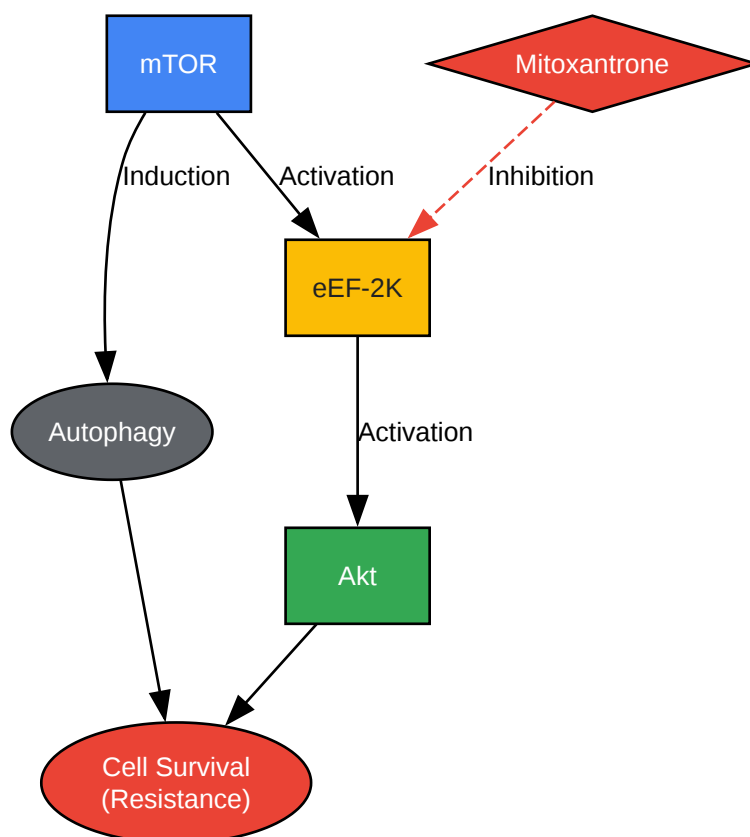 mTOR
Mitoxantrone
Induction
Activation
Inhibition
eEF-2K
Autophagy
Activation
Akt
Cell Survival
(Resistance)